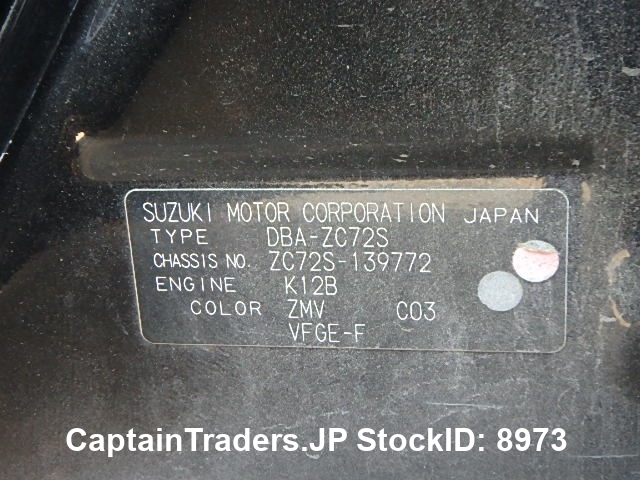 SUZUKI MOTOR CORPORATION JAPAN
TYPE DBA-ZC72S
CHASSIS NO. ZC72S-139772
ENGINE K12B
COLOR ZMV C03
VFGE-F
CaptainTraders.JP StockID: 8973